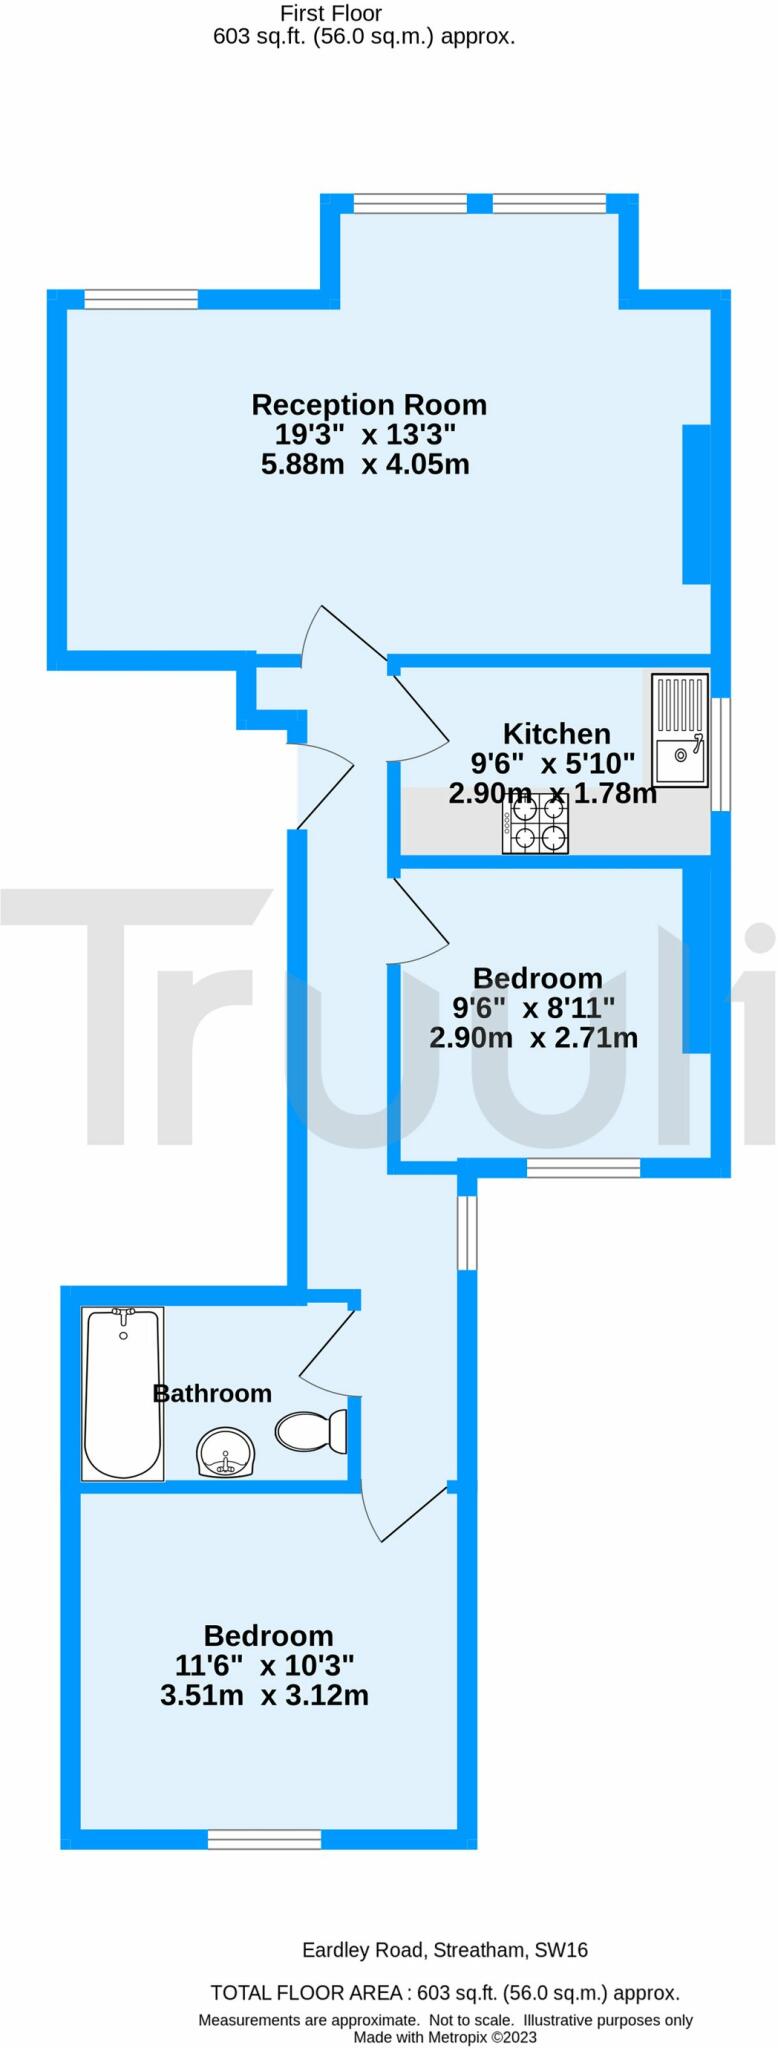 First Floor
603 sq.ft. (56.0 sq.m.) approx.
Reception Room
19'3" x 13'3"
5.88m x 4.05m
Kitchen
9'6" x 5'10"
2.90m x 1.78m
Truuli
Bedroom
9'6" x 8'11"
2.90m x 2.71m
Bathroom
Bedroom
11'6" x 10'3"
3.51m x 3.12m
Eardley Road, Streatham, SW16
TOTAL FLOOR AREA : 603 sq.ft. (56.0 sq.m.) approx.
Measurements are approximate. Not to scale. Illustrative purposes only
Made with Metropix ©2023